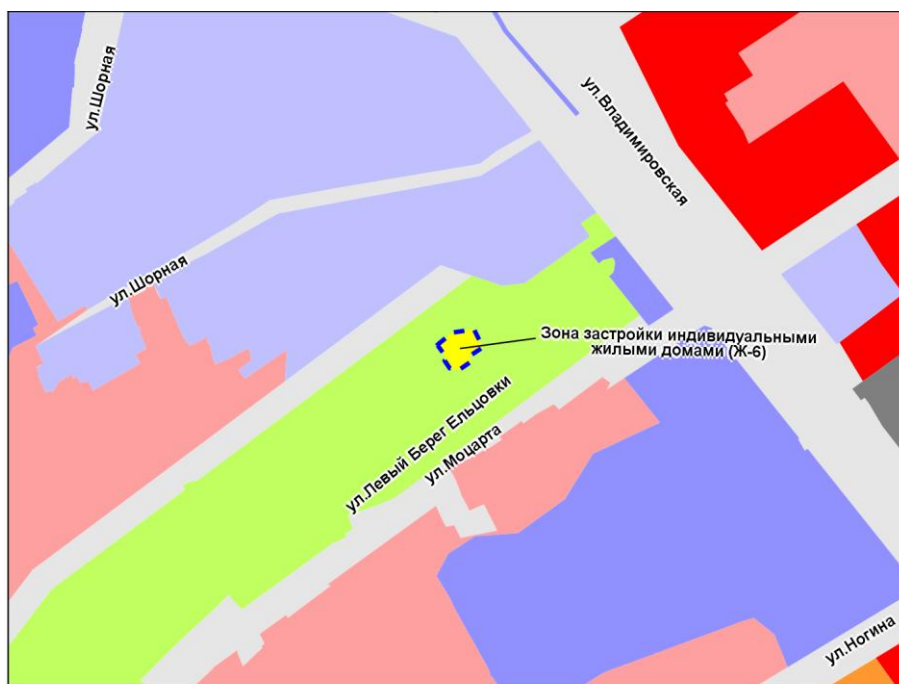 ул.Шорная
ул.Владимировская
ул.Шорная
Зона застройки индивидуальными
жилыми домами (Ж-6)
ул.Левый Берег Ельцовки
ул.Моцарта
ул.Ногина